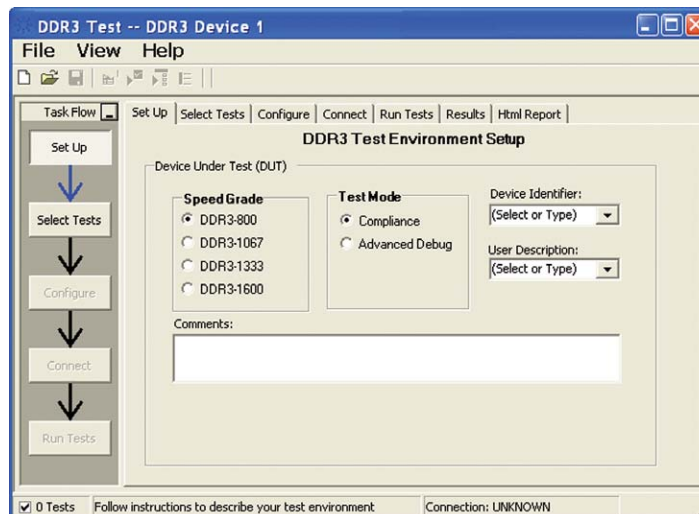 DDR3 Test -- DDR3 Device 1
File View Help
Task Flow
Set Up
Select Tests
Configure
Connect
Run Tests
Set Up Select Tests Configure Connect Run Tests Results Html Report
DDR3 Test Environment Setup
Device Under Test (DUT)
Speed Grade
DDR3-800
DDR3-1067
DDR3-1333
DDR3-1600
Test Mode
Compliance
Advanced Debug
Device Identifier:
(Select or Type)
User Description:
(Select or Type)
Comments:
0 Tests Follow instructions to describe your test environment Connection: UNKNOWN